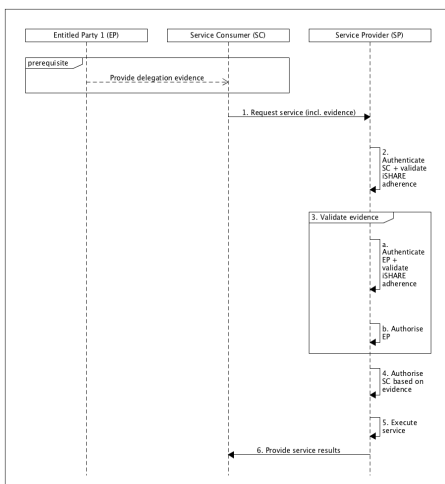 Entitled Party 1 (EP)
Service Consumer (SC)
Service Provider (SP)
prerequisite
Provide delegation evidence
1. Request service (incl. evidence)
2.
Authenticate
SC + validate
iSHARE
adherence
3. Validate evidence
a.
Authenticate
EP +
validate
iSHARE
adherence
b. Authorise
EP
4. Authorise
SC based on
evidence
5. Execute
service
6. Provide service results